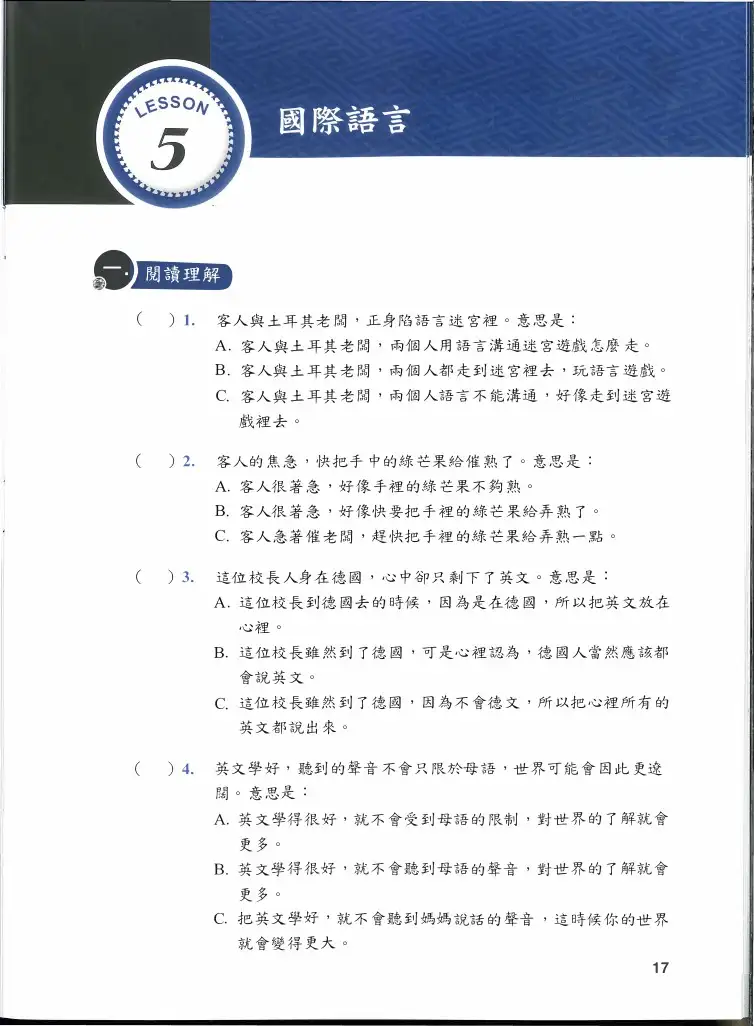 LESSON
5
國際語言
一.
閱讀理解
(　) 1. 客人與土耳其老闆，正身陷語言迷宮裡。意思是：
A. 客人與土耳其老闆，兩個人用語言溝通迷宮遊戲怎麼走。
B. 客人與土耳其老闆，兩個人都走到迷宮裡去，玩語言遊戲。
C. 客人與土耳其老闆，兩個人語言不能溝通，好像走到迷宮遊
戲裡去。
(　) 2. 客人的焦急，快把手中的綠芒果給催熟了。意思是：
A. 客人很著急，好像手裡的綠芒果不夠熟。
B. 客人很著急，好像快要把手裡的綠芒果給弄熟了。
C. 客人急著催老闆，趕快把手裡的綠芒果給弄熟一點。
(　) 3. 這位校長人身在德國，心中卻只剩下了英文。意思是：
A. 這位校長到德國去的時候，因為是在德國，所以把英文放在
心裡。
B. 這位校長雖然到了德國，可是心裡認為，德國人當然應該都
會說英文。
C. 這位校長雖然到了德國，因為不會德文，所以把心裡所有的
英文都說出來。
(　) 4. 英文學好，聽到的聲音不會只限於母語，世界可能會因此更遼
闊。意思是：
A. 英文學得很好，就不會受到母語的限制，對世界的了解就會
更多。
B. 英文學得很好，就不會聽到母語的聲音，對世界的了解就會
更多。
C. 把英文學好，就不會聽到媽媽說話的聲音，這時候你的世界
就會變得更大。
17